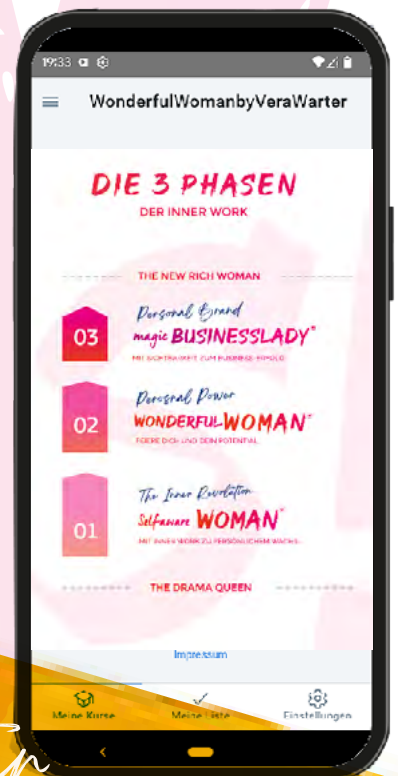 19:33
WonderfulWomanbyVeraWarter
DIE 3 PHASEN
DER INNER WORK
THE NEW RICH WOMAN
03
Personal Brand
magic BUSINESSLADY®
MIT SICHTBARKEIT ZUM BUSINESS-ERFOLG
02
Personal Power
WONDERFUL WOMAN®
FEIERE DICH UND DEIN POTENTIAL
01
The Inner Revolution
Selfaware WOMAN®
MIT INNER WORK ZU PERSÖNLICHEM WACHS
THE DRAMA QUEEN
Impressum
Meine Kurse
Meine Liste
Einstellungen